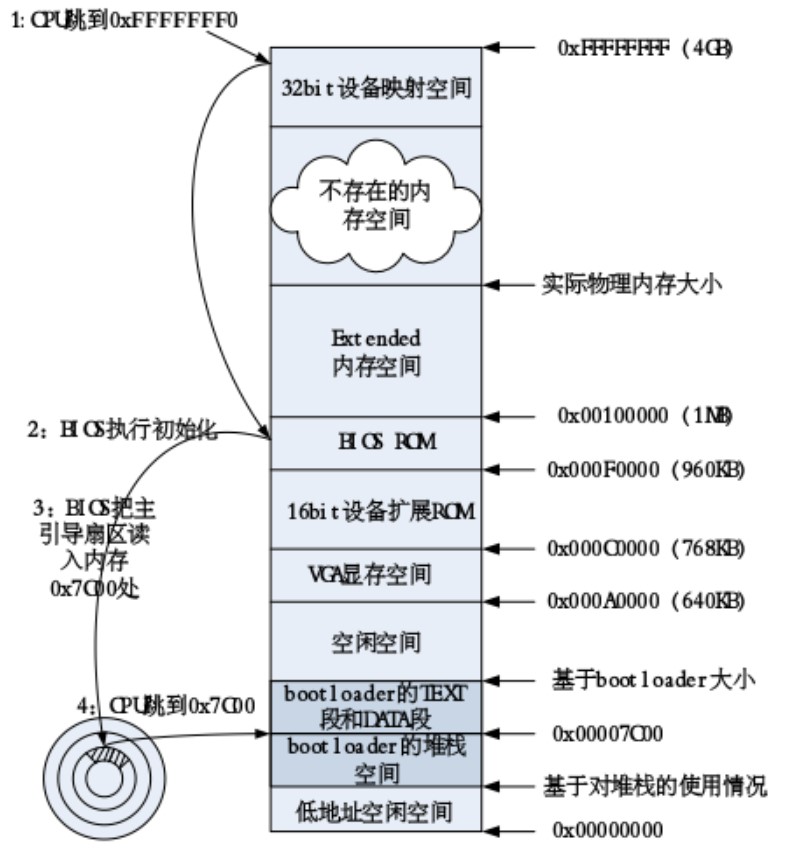 1: CPU跳到0xFFFFFFF0
0xFFFFFFFF (4GB)
32bit设备映射空间
不存在的内
存空间
实际物理内存大小
Extended
内存空间
0x00100000 (1MB)
2: BIOS执行初始化
BIOS ROM
0x000F0000 (960KB)
3: BIOS把主
引导扇区读
入内存
0x7C00处
16bit设备扩展ROM
0x000C0000 (768KB)
VGA显存空间
0x000A0000 (640KB)
空闲空间
基于bootloader大小
bootloader的TEXT
段和DATA段
4: CPU跳到0x7C00
0x00007C00
bootloader的堆栈
空间
基于对堆栈的使用情况
低地址空闲空间
0x00000000